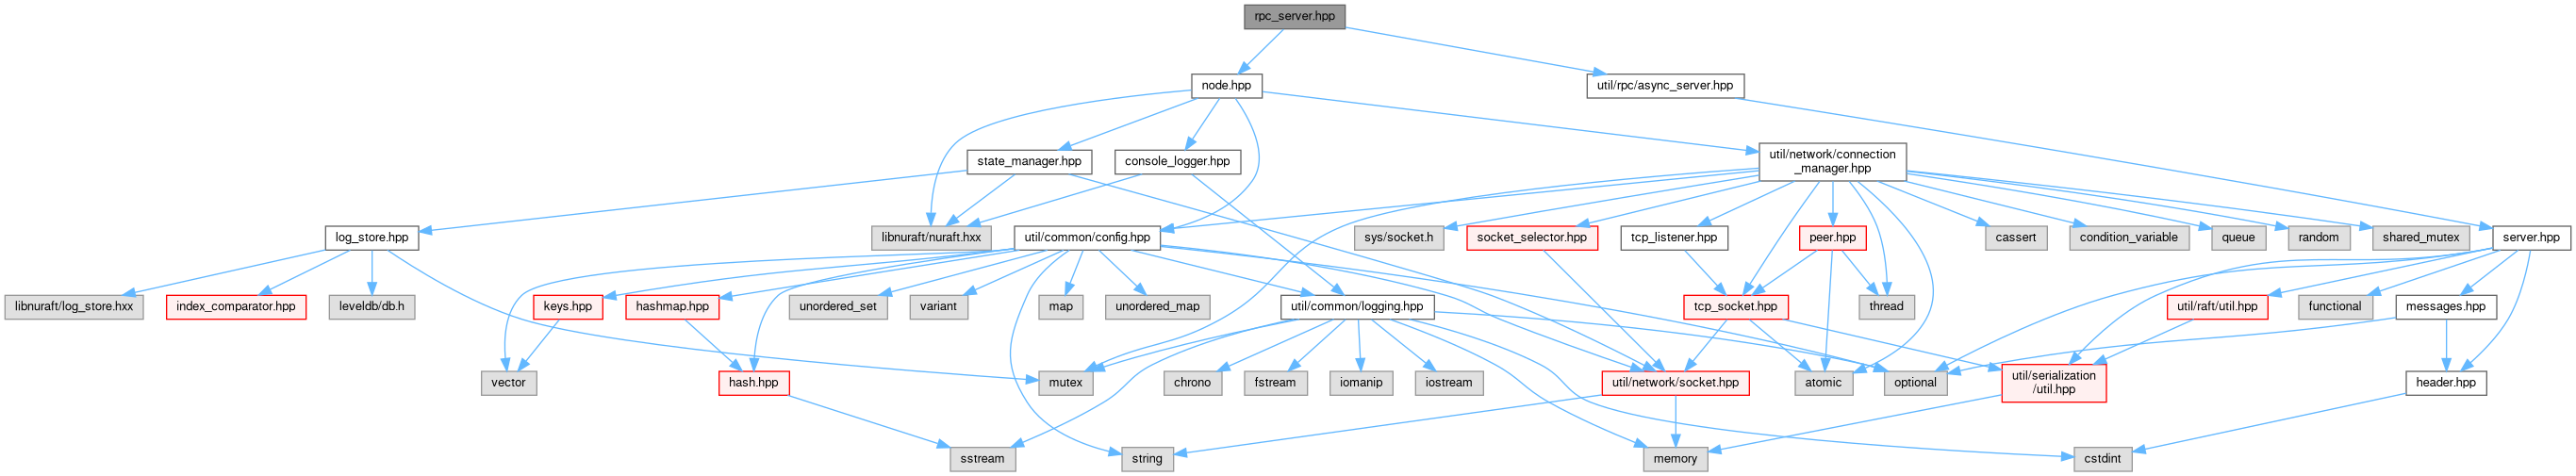 rpc_server.hpp
node.hpp
util/rpc/async_server.hpp
state_manager.hpp
console_logger.hpp
util/network/connection
_manager.hpp
log_store.hpp
libnuraft/nuraft.hxx
util/common/config.hpp
sys/socket.h
socket_selector.hpp
tcp_listener.hpp
peer.hpp
cassert
condition_variable
queue
random
shared_mutex
server.hpp
libnuraft/log_store.hxx
index_comparator.hpp
leveldb/db.h
keys.hpp
hashmap.hpp
unordered_set
variant
map
unordered_map
util/common/logging.hpp
tcp_socket.hpp
thread
util/raft/util.hpp
functional
messages.hpp
vector
hash.hpp
mutex
chrono
fstream
iomanip
iostream
util/network/socket.hpp
atomic
optional
util/serialization
/util.hpp
header.hpp
sstream
string
memory
cstdint